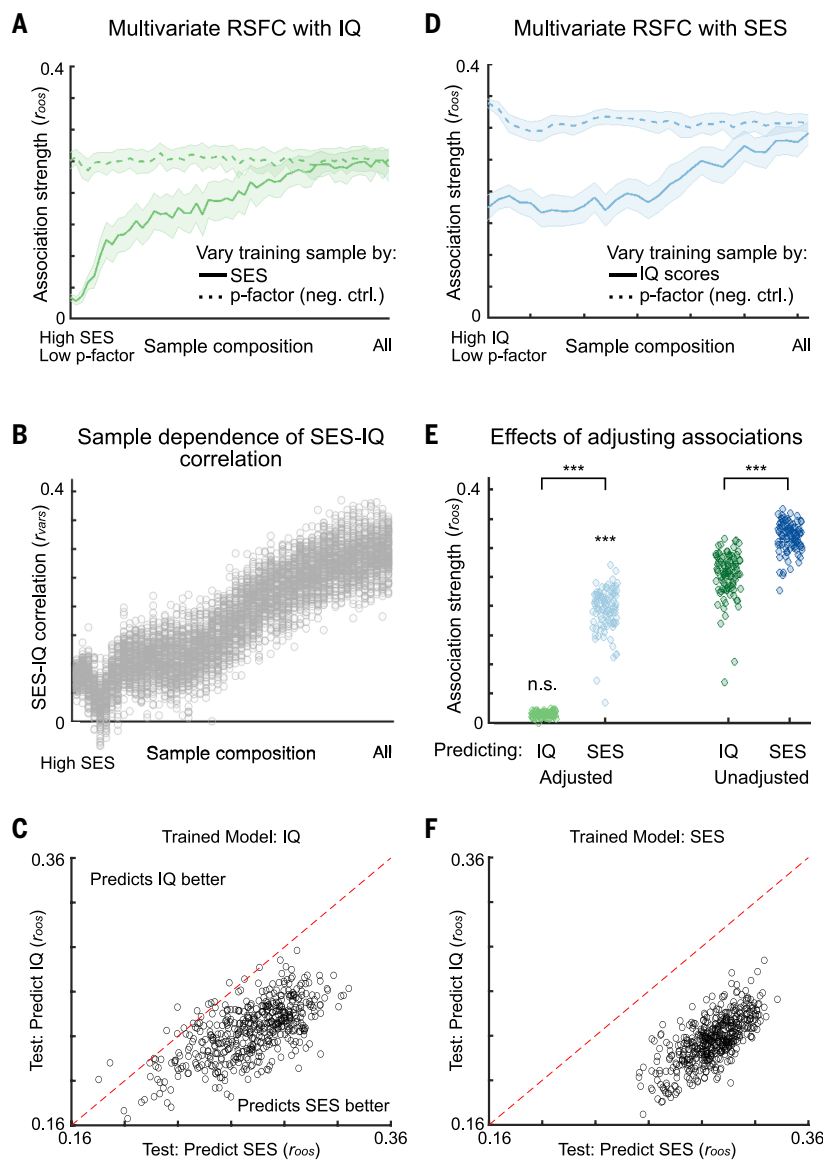 A
Multivariate RSFC with IQ
0.4
Association strength (roos)
0
Vary training sample by:
SES
p-factor (neg. ctrl.)
High SES
Low p-factor
Sample composition
All
D
Multivariate RSFC with SES
0.4
Association strength (roos)
0
Vary training sample by:
IQ scores
p-factor (neg. ctrl.)
High IQ
Low p-factor
Sample composition
All
B
Sample dependence of SES-IQ
correlation
0.4
SES-IQ correlation (rvars)
0
High SES
Sample composition
All
E
Effects of adjusting associations
0.4
Association strength (roos)
0
***
***
***
n.s.
Predicting: IQ SES IQ SES
Adjusted Unadjusted
C
Trained Model: IQ
0.36
Predicts IQ better
Test: Predict IQ (roos)
Predicts SES better
0.16
0.16 0.36
Test: Predict SES (roos)
F
Trained Model: SES
0.36
Test: Predict IQ (roos)
0.16
0.16 0.36
Test: Predict SES (roos)